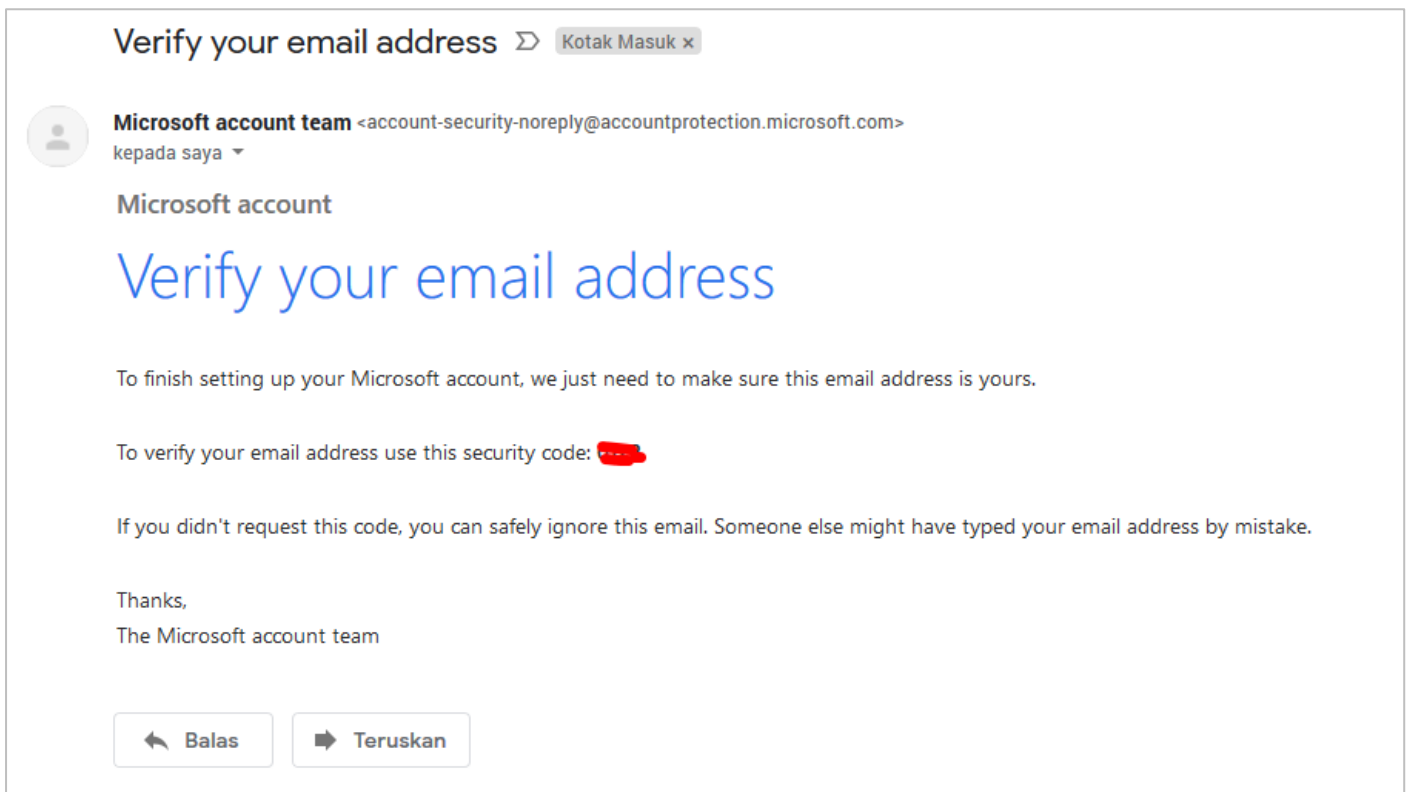 Verify your email address Kotak Masuk x
Microsoft account team <account-security-noreply@accountprotection.microsoft.com>
kepada saya
Microsoft account
Verify your email address
To finish setting up your Microsoft account, we just need to make sure this email address is yours.
To verify your email address use this security code:
If you didn't request this code, you can safely ignore this email. Someone else might have typed your email address by mistake.
Thanks,
The Microsoft account team
Balas Teruskan